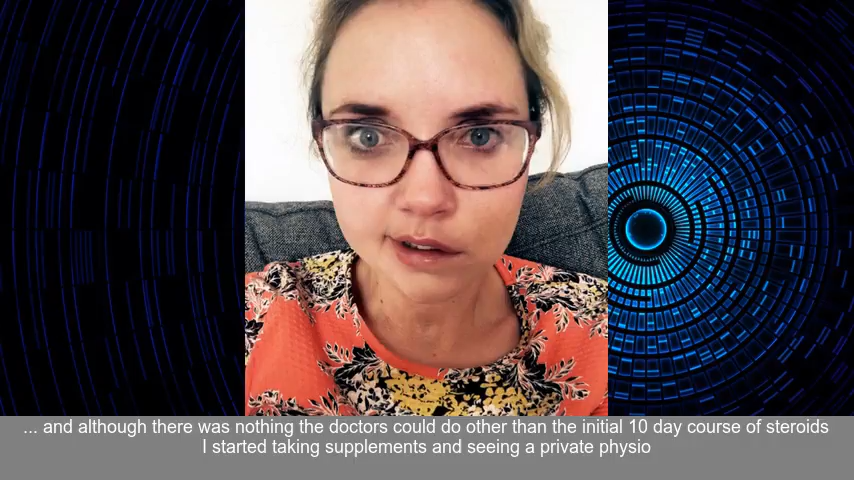 ... and although there was nothing the doctors could do other than the initial 10 day course of steroids
I started taking supplements and seeing a private physio